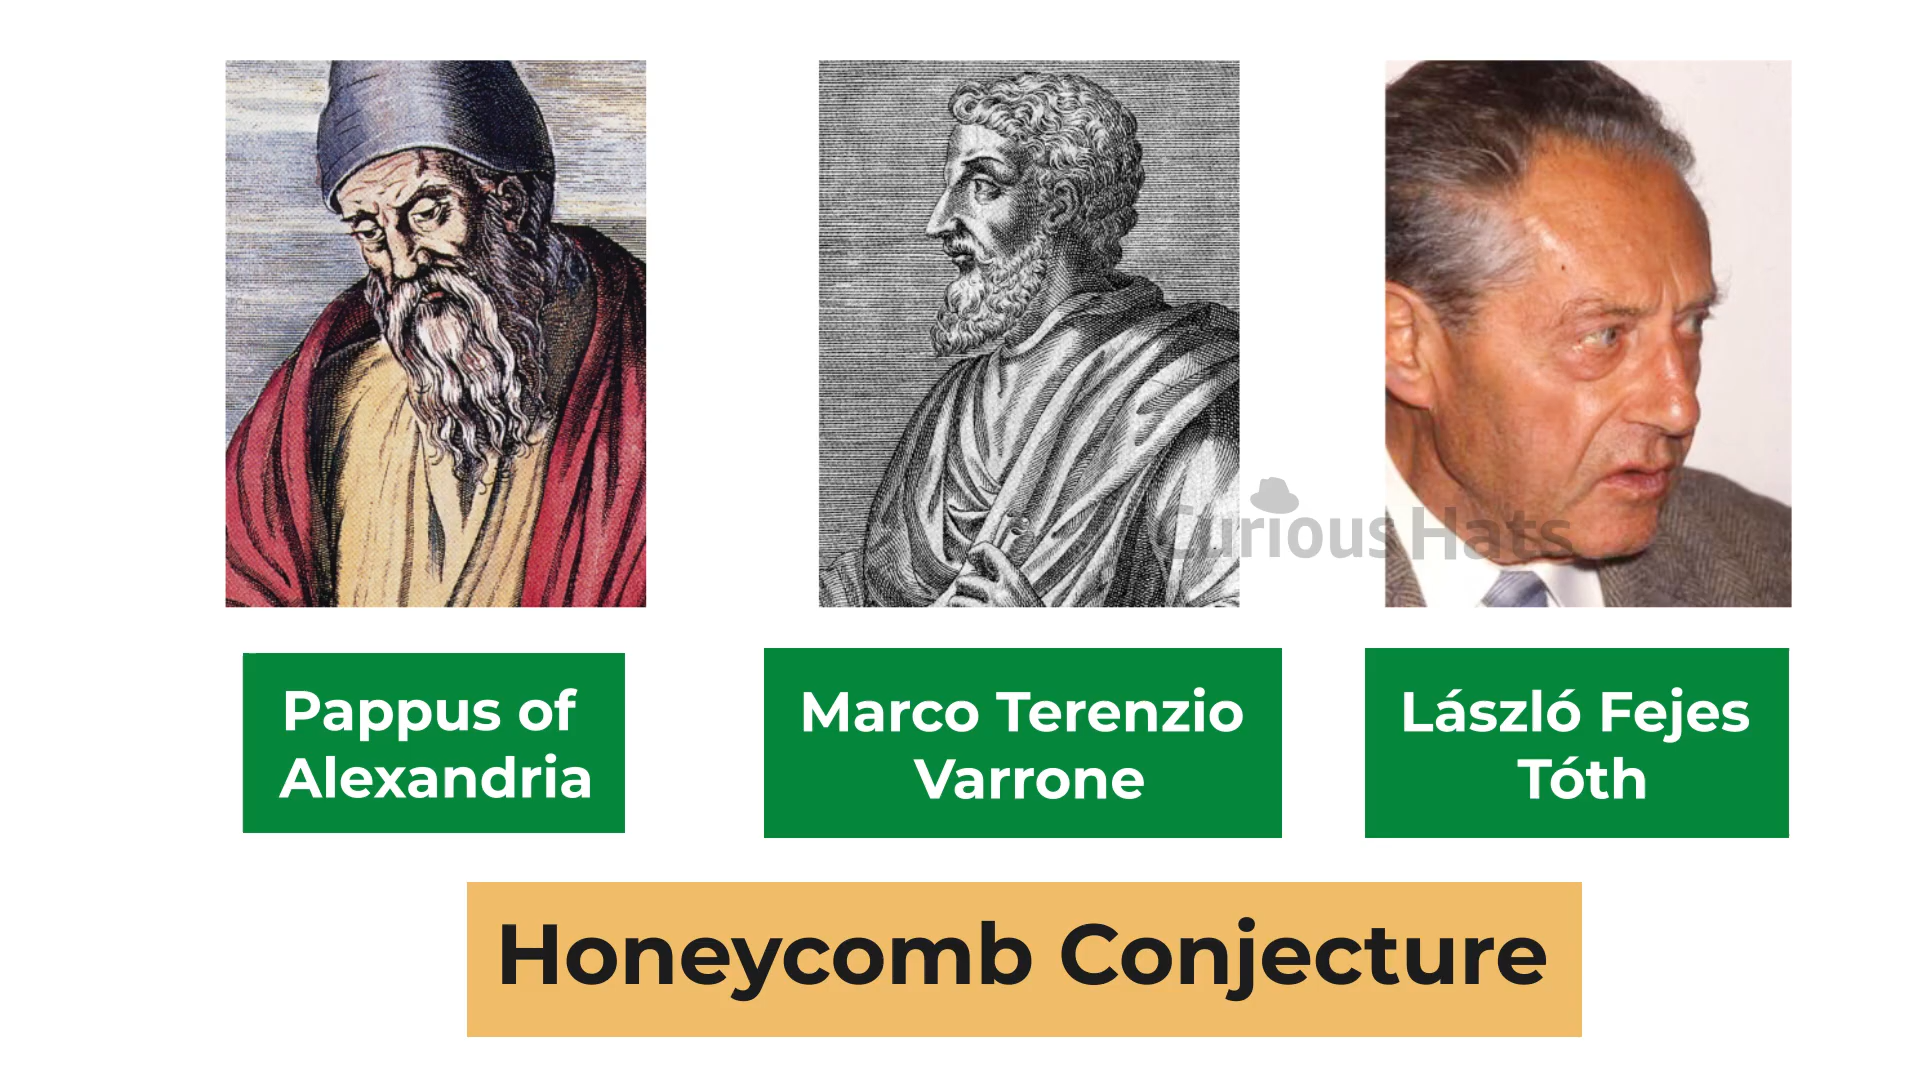 Curious Hats
Pappus of
Alexandria
Marco Terenzio
Varrone
László Fejes
Tóth
Honeycomb Conjecture